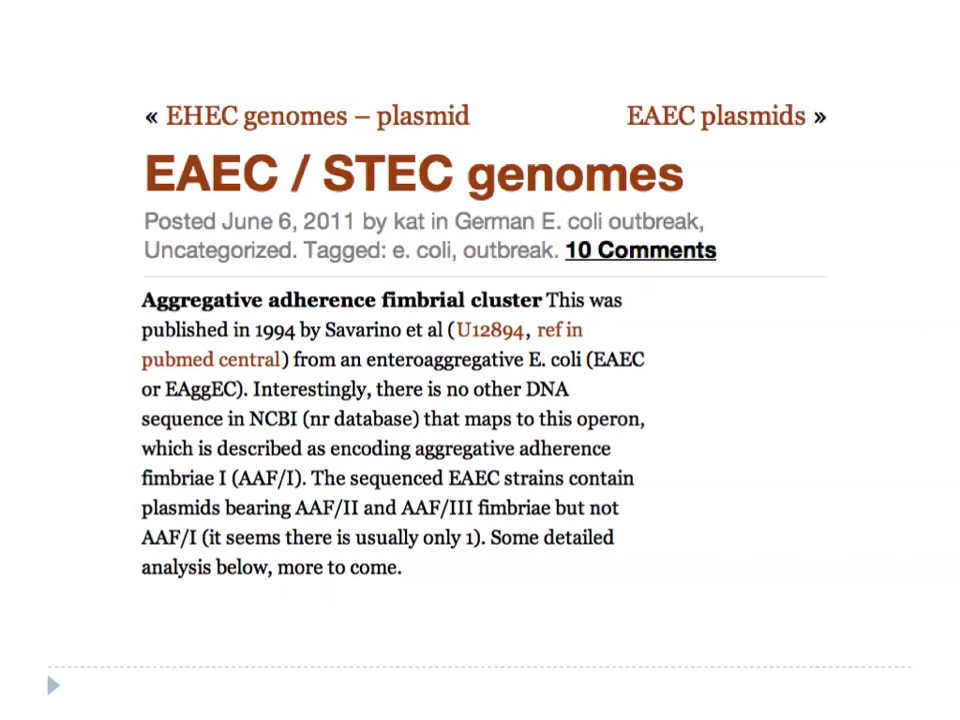 « EHEC genomes – plasmid EAEC plasmids »
EAEC / STEC genomes
Posted June 6, 2011 by kat in German E. coli outbreak,
Uncategorized. Tagged: e. coli, outbreak. 10 Comments
Aggregative adherence fimbrial cluster This was
published in 1994 by Savarino et al (U12894, ref in
pubmed central) from an enteroaggregative E. coli (EAEC
or EAggEC). Interestingly, there is no other DNA
sequence in NCBI (nr database) that maps to this operon,
which is described as encoding aggregative adherence
fimbriae I (AAF/I). The sequenced EAEC strains contain
plasmids bearing AAF/II and AAF/III fimbriae but not
AAF/I (it seems there is usually only 1). Some detailed
analysis below, more to come.